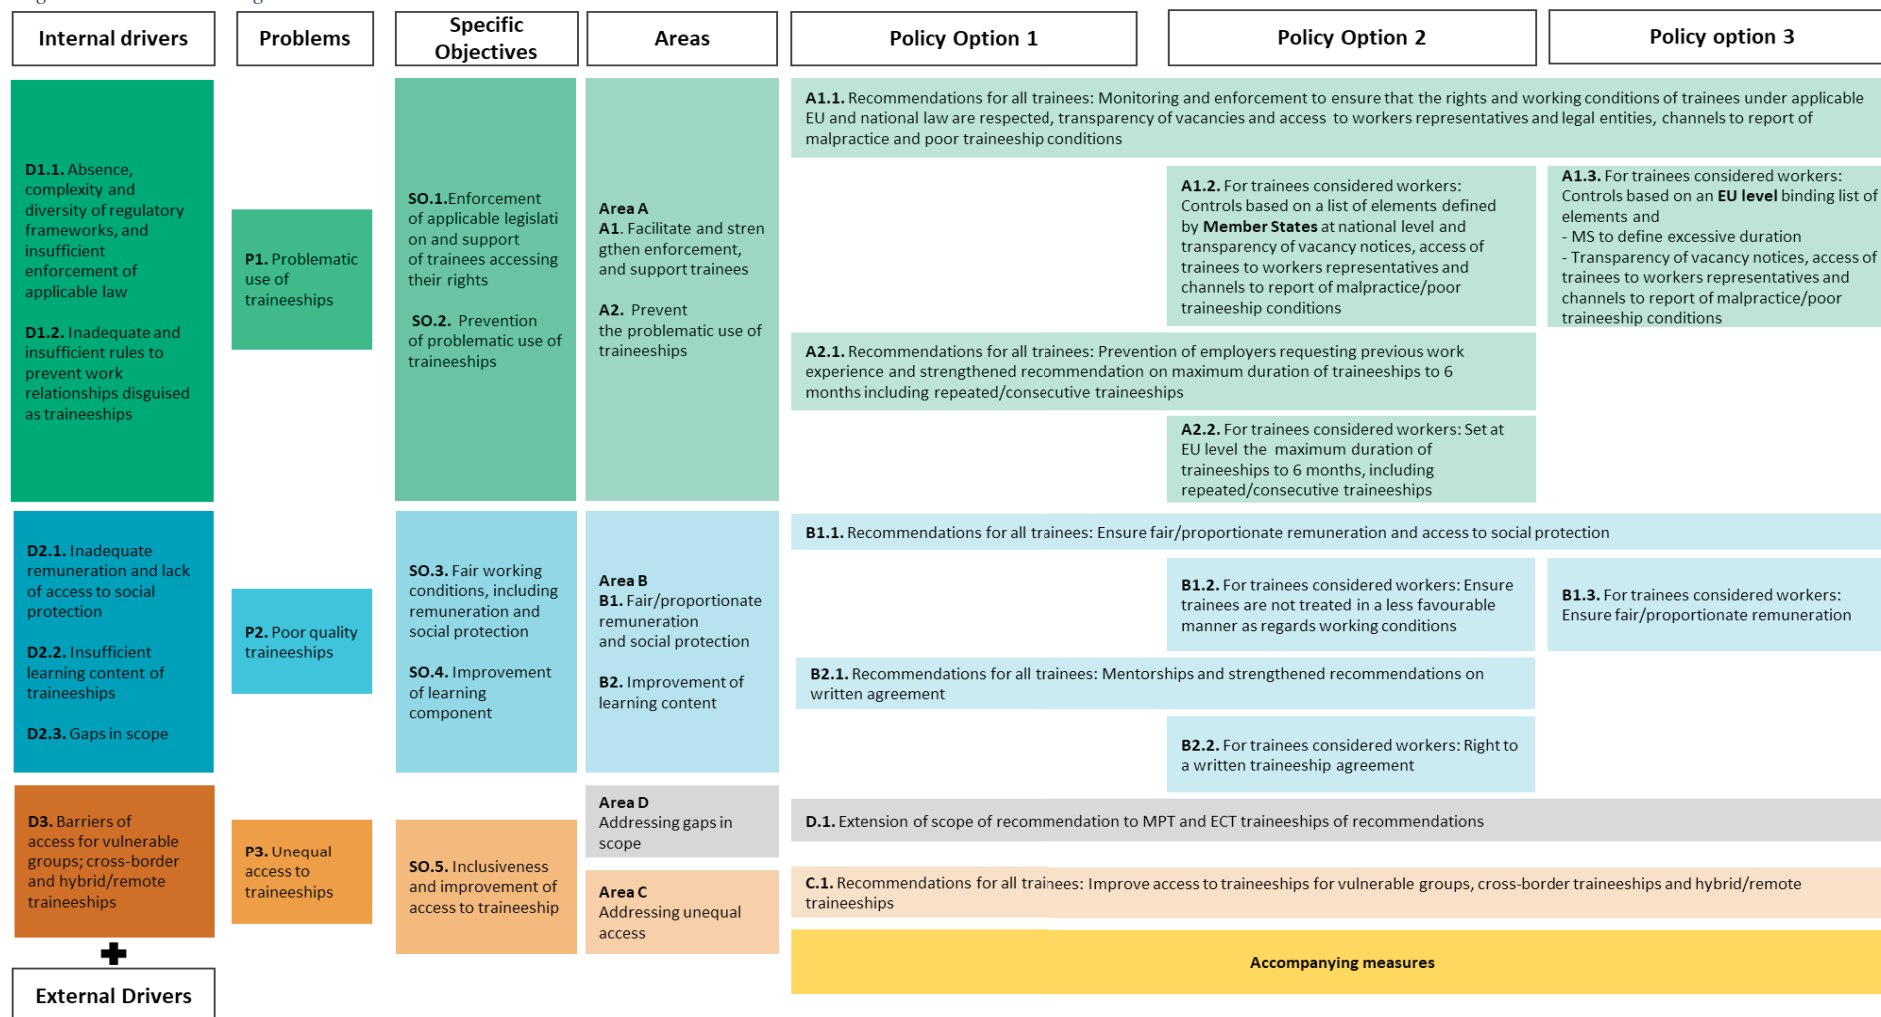 Internal drivers
Problems
Specific
Objectives
Areas
Policy Option 1
Policy Option 2
Policy option 3
D1.1. Absence,
complexity and
diversity of regulatory
frameworks, and
insufficient
enforcement of
applicable law
D1.2. Inadequate and
insufficient rules to
prevent work
relationships disguised
as traineeships
P1. Problematic
use of
traineeships
SO.1.Enforcement
of applicable legislati
on and support
of trainees accessing
their rights
SO.2. Prevention
of problematic use of
traineeships
Area A
A1. Facilitate and stren
gthen enforcement,
and support trainees
A2. Prevent
the problematic use of
traineeships
A1.1. Recommendations for all trainees: Monitoring and enforcement to ensure that the rights and working conditions of trainees under applicable
EU and national law are respected, transparency of vacancies and access to workers representatives and legal entities, channels to report of
malpractice and poor traineeship conditions
A1.2. For trainees considered workers:
Controls based on a list of elements defined
by Member States at national level and
transparency of vacancy notices, access of
trainees to workers representatives and
channels to report of malpractice/poor
traineeship conditions
A1.3. For trainees considered workers:
Controls based on an EU level binding list of
elements and
- MS to define excessive duration
- Transparency of vacancy notices, access of
trainees to workers representatives and
channels to report of malpractice/poor
traineeship conditions
A2.1. Recommendations for all trainees: Prevention of employers requesting previous work
experience and strengthened recommendation on maximum duration of traineeships to 6
months including repeated/consecutive traineeships
A2.2. For trainees considered workers: Set at
EU level the maximum duration of
traineeships to 6 months, including
repeated/consecutive traineeships
D2.1. Inadequate
remuneration and lack
of access to social
protection
D2.2. Insufficient
learning content of
traineeships
D2.3. Gaps in scope
P2. Poor quality
traineeships
SO.3. Fair working
conditions, including
remuneration and
social protection
SO.4. Improvement
of learning
component
Area B
B1. Fair/proportionate
remuneration
and social protection
B2. Improvement of
learning content
B1.1. Recommendations for all trainees: Ensure fair/proportionate remuneration and access to social protection
B1.2. For trainees considered workers: Ensure
trainees are not treated in a less favourable
manner as regards working conditions
B1.3. For trainees considered workers:
Ensure fair/proportionate remuneration
B2.1. Recommendations for all trainees: Mentorships and strengthened recommendations on
written agreement
B2.2. For trainees considered workers: Right to
a written traineeship agreement
D3. Barriers of
access for vulnerable
groups; cross-border
and hybrid/remote
traineeships
P3. Unequal
access to
traineeships
SO.5. Inclusiveness
and improvement of
access to traineeship
Area D
Addressing gaps in
scope
Area C
Addressing unequal
access
D.1. Extension of scope of recommendation to MPT and ECT traineeships of recommendations
C.1. Recommendations for all trainees: Improve access to traineeships for vulnerable groups, cross-border traineeships and hybrid/remote
traineeships
Accompanying measures
External Drivers